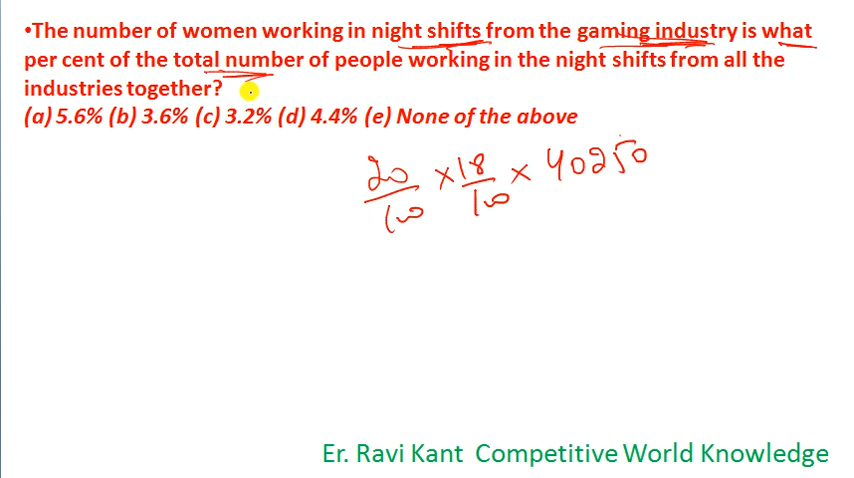 •The number of women working in night shifts from the gaming industry is what
per cent of the total number of people working in the night shifts from all the
industries together?
(a) 5.6% (b) 3.6% (c) 3.2% (d) 4.4% (e) None of the above
20/100 × 18/100 × 40250
Er. Ravi Kant Competitive World Knowledge